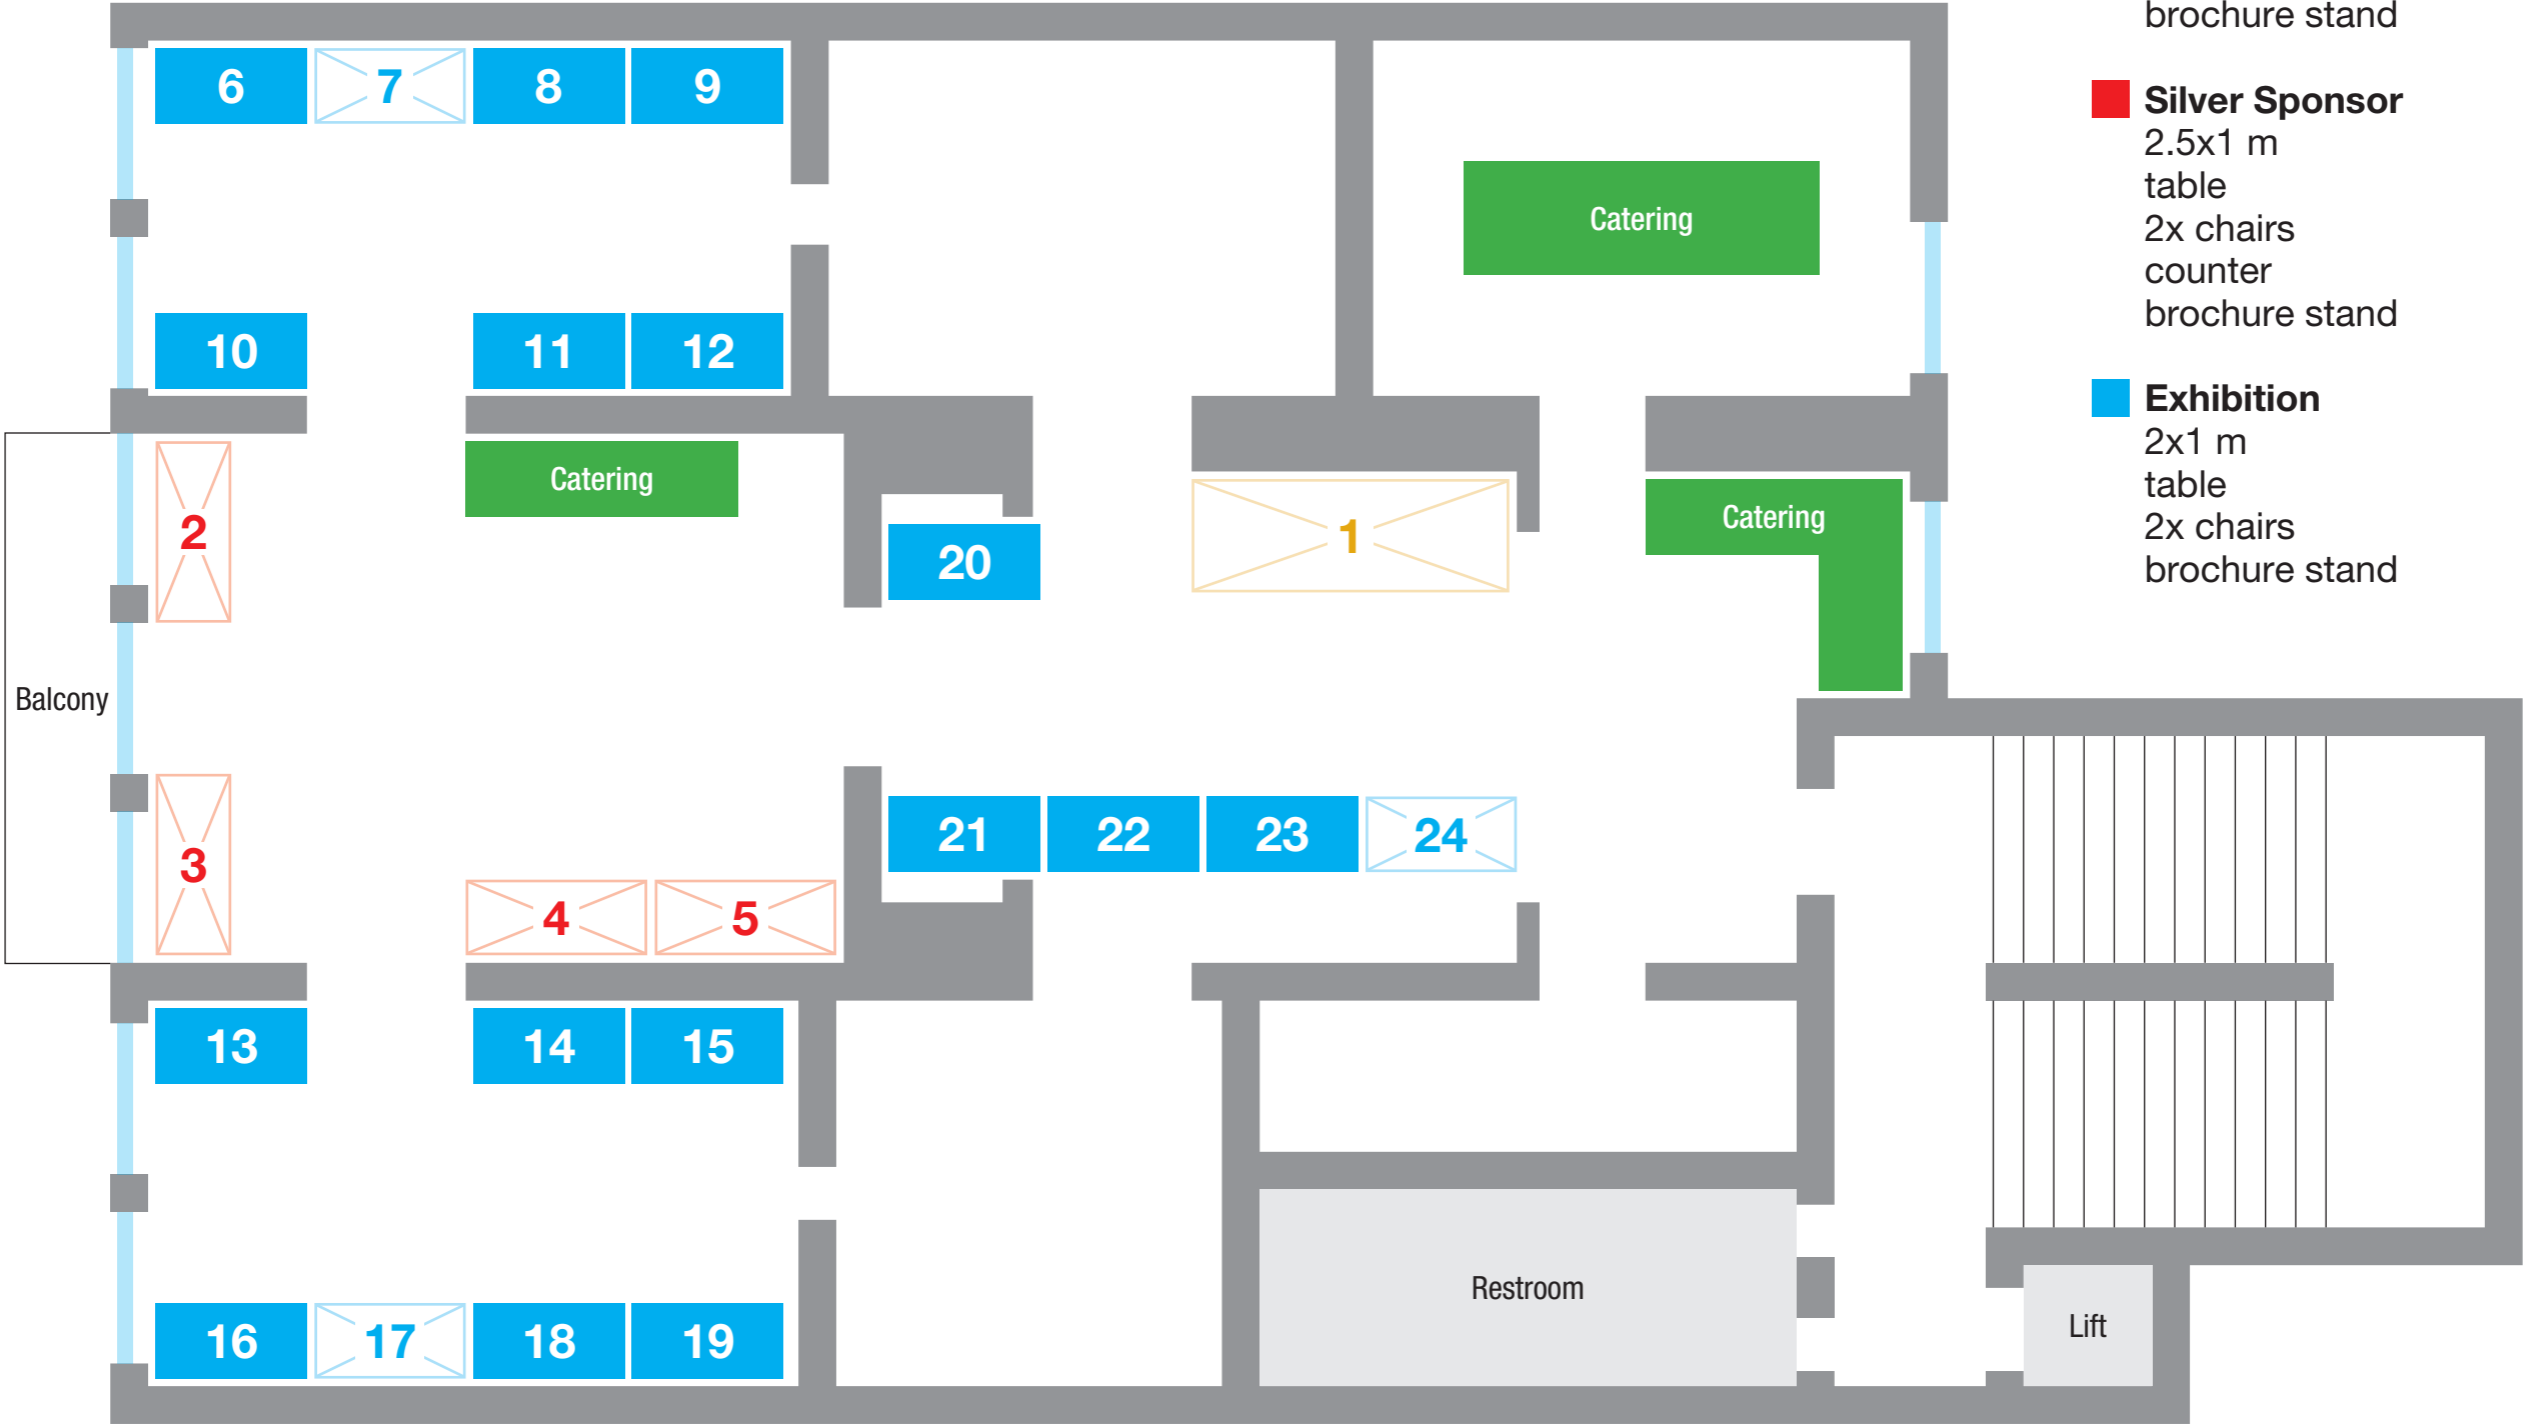 brochure stand
Silver Sponsor
2.5x1 m
table
2x chairs
counter
brochure stand
Exhibition
2x1 m
table
2x chairs
brochure stand
6
7
8
9
Catering
10
11
12
2
Catering
20
1
Catering
Balcony
3
4
5
21
22
23
24
13
14
15
16
17
18
19
Restroom
Lift